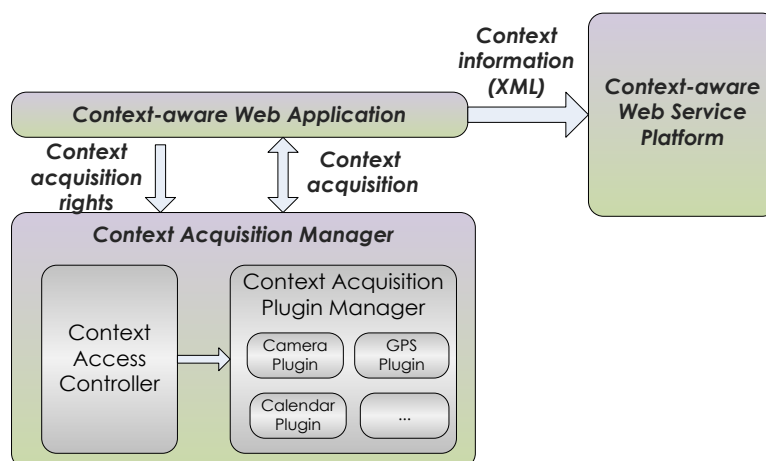 Context
information
(XML)
Context-aware
Web Service
Platform
Context-aware Web Application
Context
acquisition
rights
Context
acquisition
Context Acquisition Manager
Context
Access
Controller
Context Acquisition
Plugin Manager
Camera
Plugin
GPS
Plugin
Calendar
Plugin
...